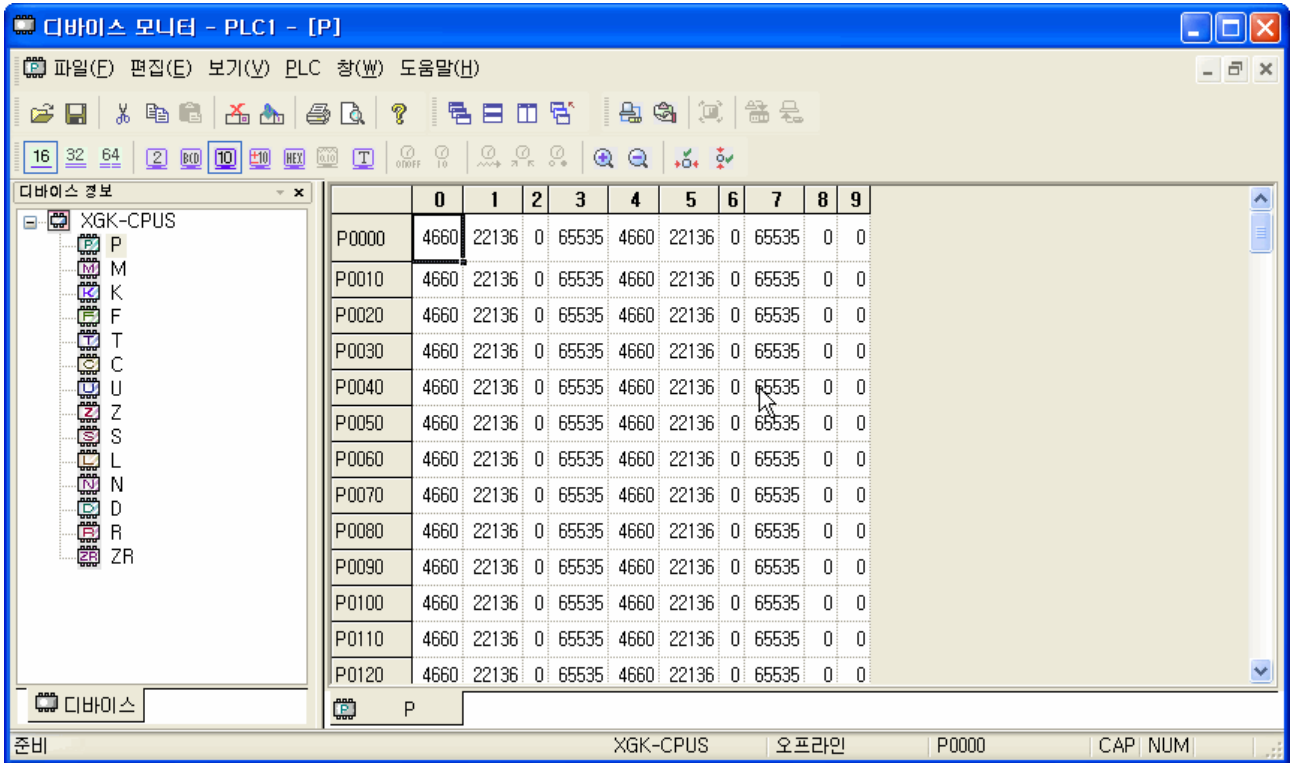 디바이스 모니터 - PLC1 - [P]
파일(F) 편집(E) 보기(V) PLC 창(W) 도움말(H)
16 32 64 2 BCD 10 ±10 HEX 0.10 T
디바이스 정보
XGK-CPUS
P
M
K
F
T
C
U
Z
S
L
N
D
R
ZR
디바이스
0 1 2 3 4 5 6 7 8 9
P0000 4660 22136 0 65535 4660 22136 0 65535 0 0
P0010 4660 22136 0 65535 4660 22136 0 65535 0 0
P0020 4660 22136 0 65535 4660 22136 0 65535 0 0
P0030 4660 22136 0 65535 4660 22136 0 65535 0 0
P0040 4660 22136 0 65535 4660 22136 0 65535 0 0
P0050 4660 22136 0 65535 4660 22136 0 65535 0 0
P0060 4660 22136 0 65535 4660 22136 0 65535 0 0
P0070 4660 22136 0 65535 4660 22136 0 65535 0 0
P0080 4660 22136 0 65535 4660 22136 0 65535 0 0
P0090 4660 22136 0 65535 4660 22136 0 65535 0 0
P0100 4660 22136 0 65535 4660 22136 0 65535 0 0
P0110 4660 22136 0 65535 4660 22136 0 65535 0 0
P0120 4660 22136 0 65535 4660 22136 0 65535 0 0
P
준비 XGK-CPUS 오프라인 P0000 CAP NUM